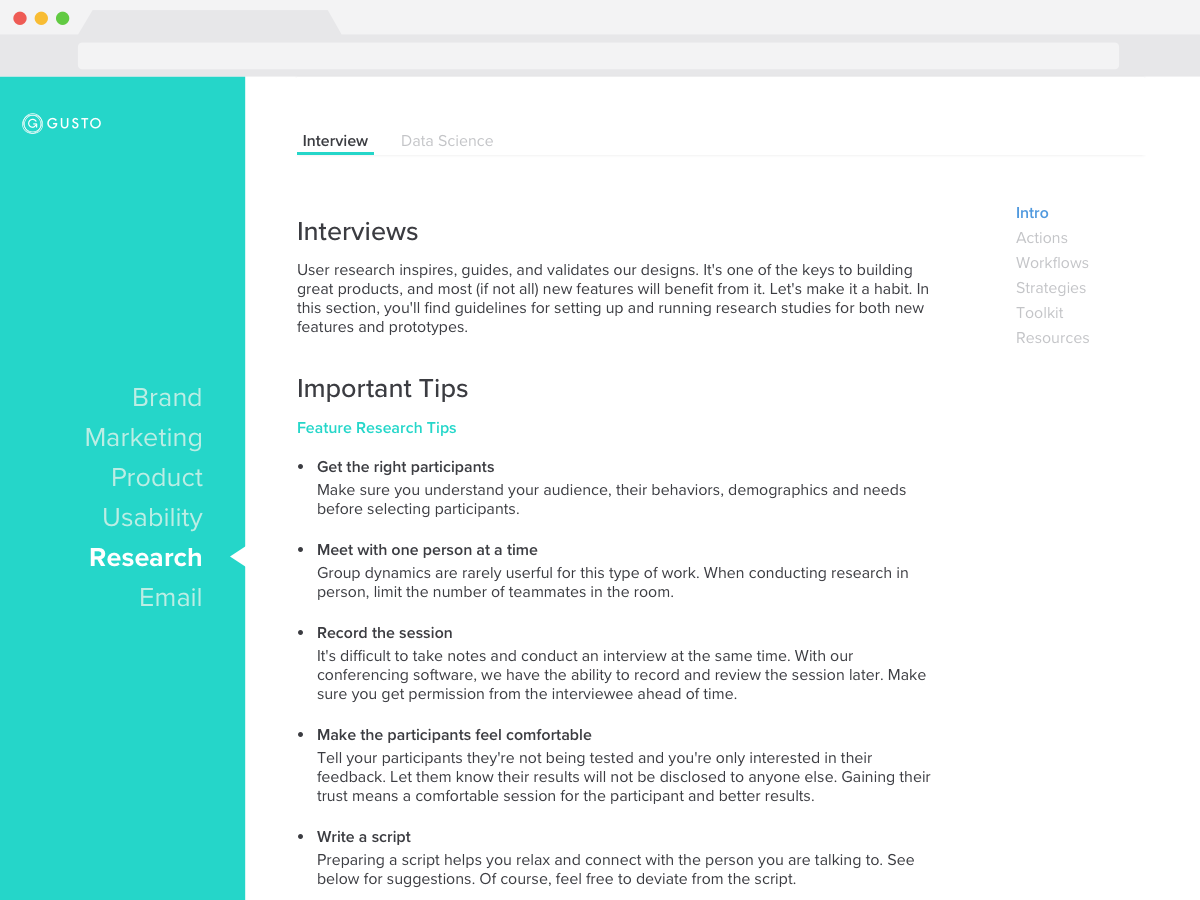 GUSTO
Brand
Marketing
Product
Usability
Research
Email
Interview
Data Science
Interviews
User research inspires, guides, and validates our designs. It's one of the keys to building
great products, and most (if not all) new features will benefit from it. Let's make it a habit. In
this section, you'll find guidelines for setting up and running research studies for both new
features and prototypes.
Important Tips
Feature Research Tips
• Get the right participants
Make sure you understand your audience, their behaviors, demographics and needs
before selecting participants.
• Meet with one person at a time
Group dynamics are rarely userful for this type of work. When conducting research in
person, limit the number of teammates in the room.
• Record the session
It's difficult to take notes and conduct an interview at the same time. With our
conferencing software, we have the ability to record and review the session later. Make
sure you get permission from the interviewee ahead of time.
• Make the participants feel comfortable
Tell your participants they're not being tested and you're only interested in their
feedback. Let them know their results will not be disclosed to anyone else. Gaining their
trust means a comfortable session for the participant and better results.
• Write a script
Preparing a script helps you relax and connect with the person you are talking to. See
below for suggestions. Of course, feel free to deviate from the script.
Intro
Actions
Workflows
Strategies
Toolkit
Resources